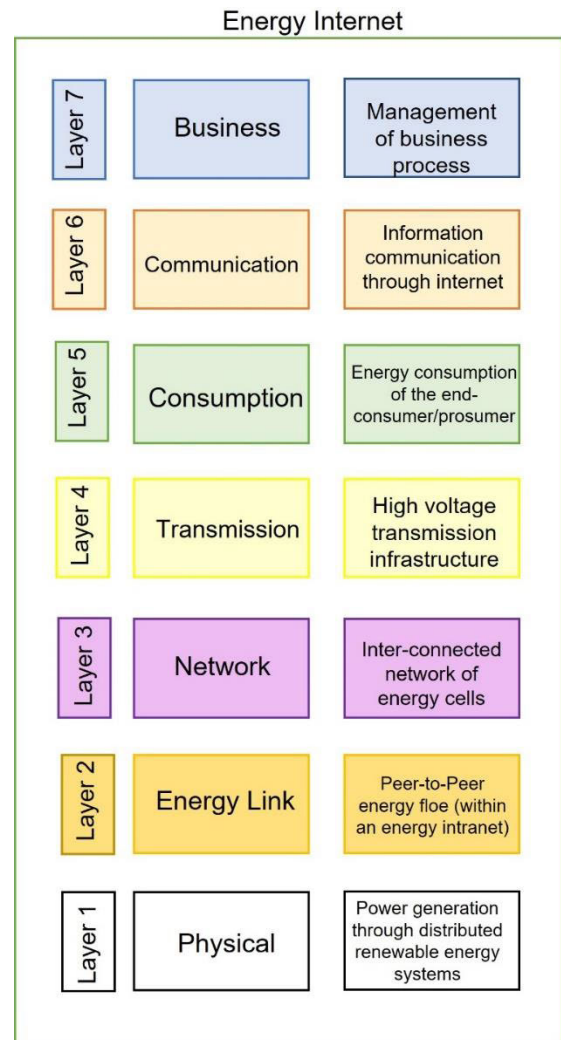 Energy Internet
Layer 7
Business
Management
of business
process
Layer 6
Communication
Information
communication
through internet
Layer 5
Consumption
Energy consumption
of the end-
consumer/prosumer
Layer 4
Transmission
High voltage
transmission
infrastructure
Layer 3
Network
Inter-connected
network of
energy cells
Layer 2
Energy Link
Peer-to-Peer
energy floe (within
an energy intranet)
Layer 1
Physical
Power generation
through distributed
renewable energy
systems